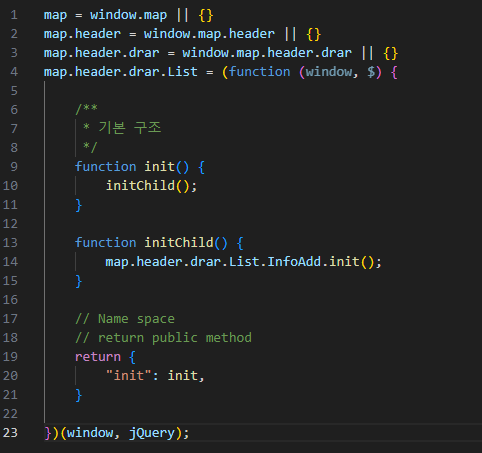 1 map = window.map || {}
2 map.header = window.map.header || {}
3 map.header.drar = window.map.header.drar || {}
4 map.header.drar.List = (function (window, $) {
5
6 /**
7 * 기본 구조
8 */
9 function init() {
10 initChild();
11 }
12
13 function initChild() {
14 map.header.drar.List.InfoAdd.init();
15 }
16
17 // Name space
18 // return public method
19 return {
20 "init": init,
21 }
22
23 })(window, jQuery);